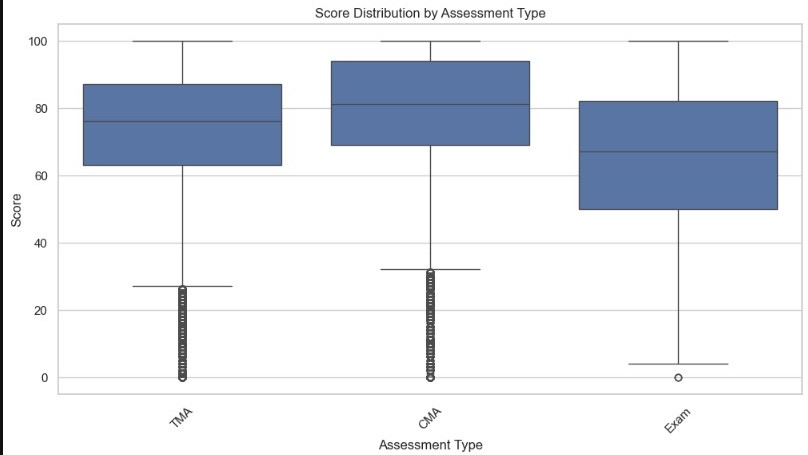 Score Distribution by Assessment Type
100
80
60
40
20
0
Score
TMA
CMA
Exam
Assessment Type